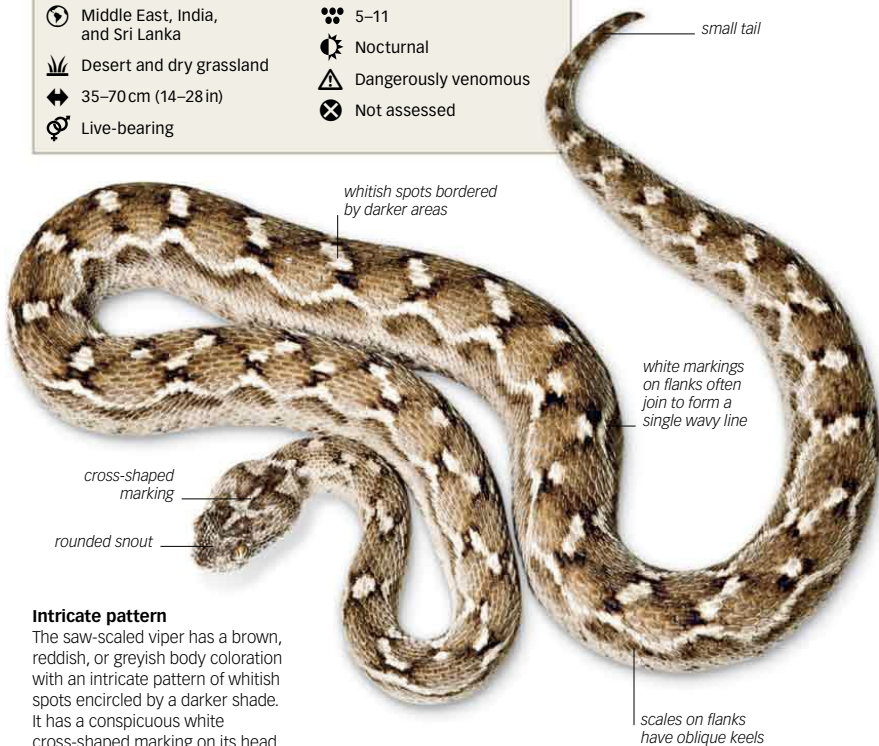 Middle East, India,
and Sri Lanka
Desert and dry grassland
35–70 cm (14–28 in)
Live-bearing
5–11
Nocturnal
Dangerously venomous
Not assessed
small tail
whitish spots bordered
by darker areas
white markings
on flanks often
join to form a
single wavy line
cross-shaped
marking
rounded snout
Intricate pattern
The saw-scaled viper has a brown,
reddish, or greyish body coloration
with an intricate pattern of whitish
spots encircled by a darker shade.
It has a conspicuous white
cross-shaped marking on its head
scales on flanks
have oblique keels